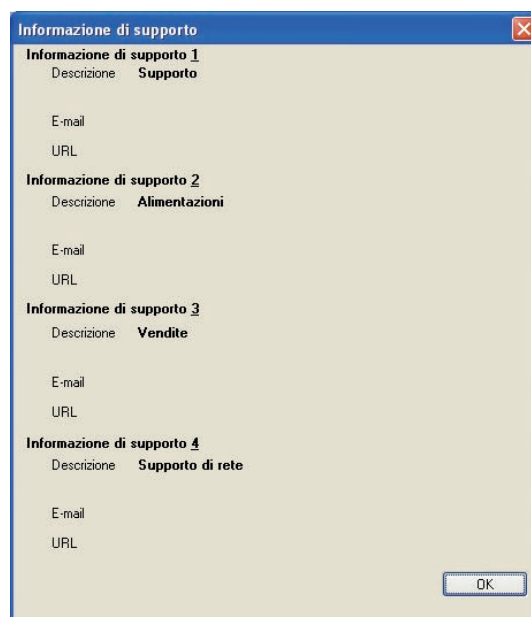 Informazione di supporto
Informazione di supporto 1
Descrizione Supporto
E-mail
URL
Informazione di supporto 2
Descrizione Alimentazioni
E-mail
URL
Informazione di supporto 3
Descrizione Vendite
E-mail
URL
Informazione di supporto 4
Descrizione Supporto di rete
E-mail
URL
OK